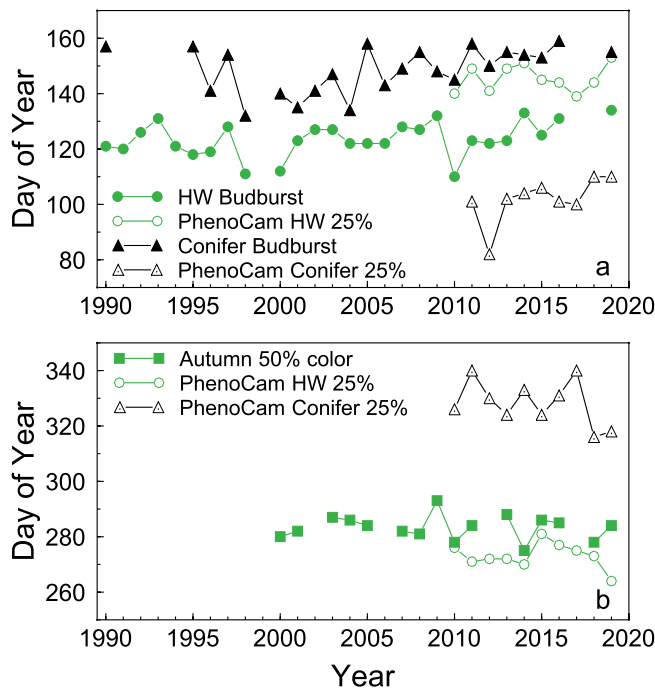 160
140
120
100
80
Day of Year
HW Budburst
PhenoCam HW 25%
Conifer Budburst
PhenoCam Conifer 25%
a
1990 1995 2000 2005 2010 2015 2020
340
320
300
280
260
Day of Year
Autumn 50% color
PhenoCam HW 25%
PhenoCam Conifer 25%
b
1990 1995 2000 2005 2010 2015 2020
Year